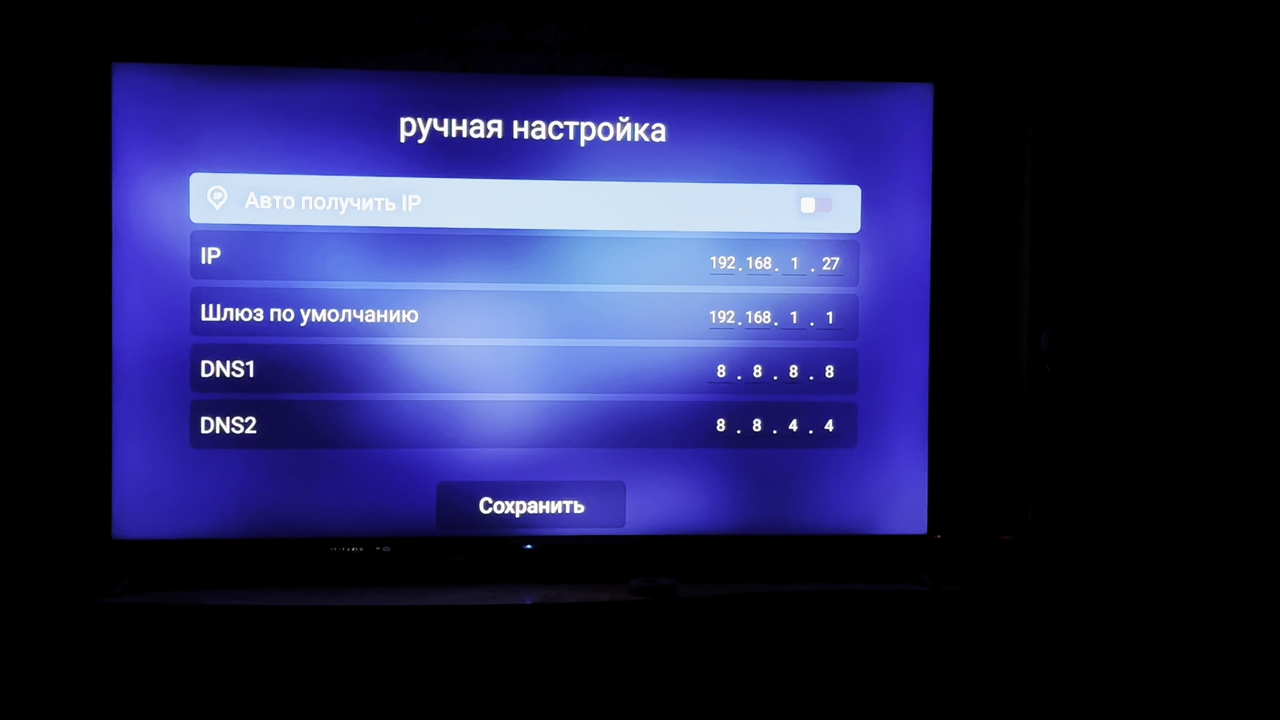 ручная настройка
IP Авто получить IP
IP 192.168.1.27
Шлюз по умолчанию 192.168.1.1
DNS1 8.8.8.8
DNS2 8.8.4.4
Сохранить